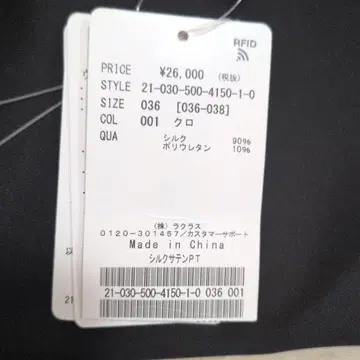 RFID
PRICE ¥26,000 (税抜)
STYLE 21-030-500-4150-1-0
SIZE 036 [036-038]
COL 001 クロ
QUA シルク 90%
ポリウレタン 10%
(株) ラクラス
0120-301457/カスタマーサポート
Made in China
シルクサテンPT
21-030-500-4150-1-0 036 001